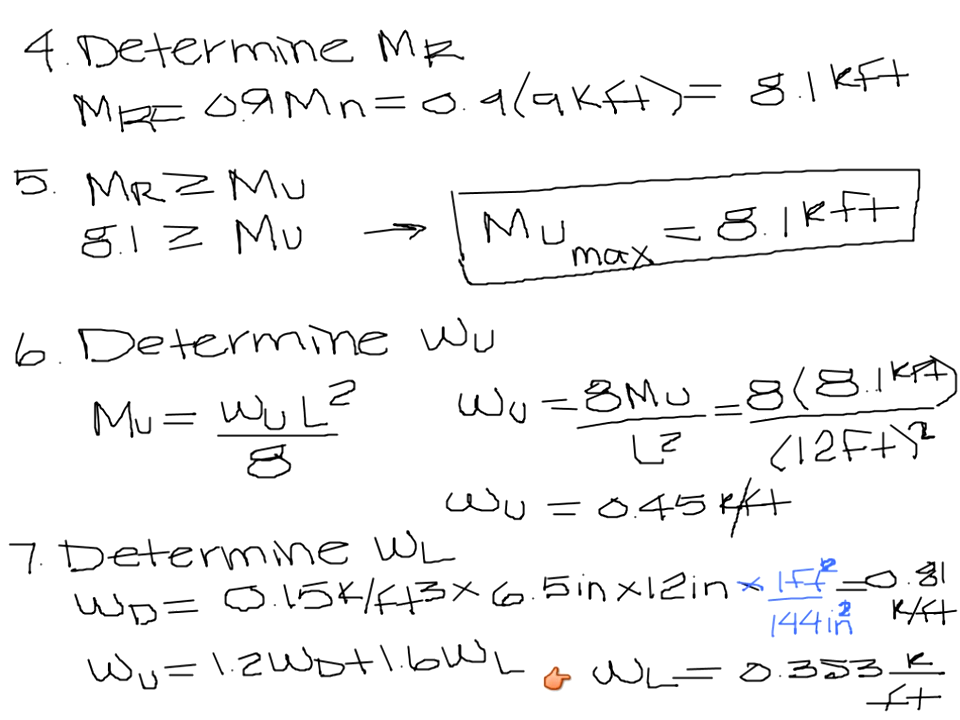 4. Determine MR
MR = 0.9Mn = 0.9(9kft) = 8.1kft
5. MR ≥ Mu
8.1 ≥ Mu → Mu max = 8.1kft
6. Determine wu
Mu = wuL²/8 wu = 8Mu/L² = 8(8.1kft)/(12Ft)²
wu = 0.45 k/ft
7. Determine WL
WD = 0.15K/ft3 × 6.5in × 12in × 1Ft²/144in² = 0.81 k/ft
Wu = 1.2WD + 1.6WL WL = 0.353 k/ft